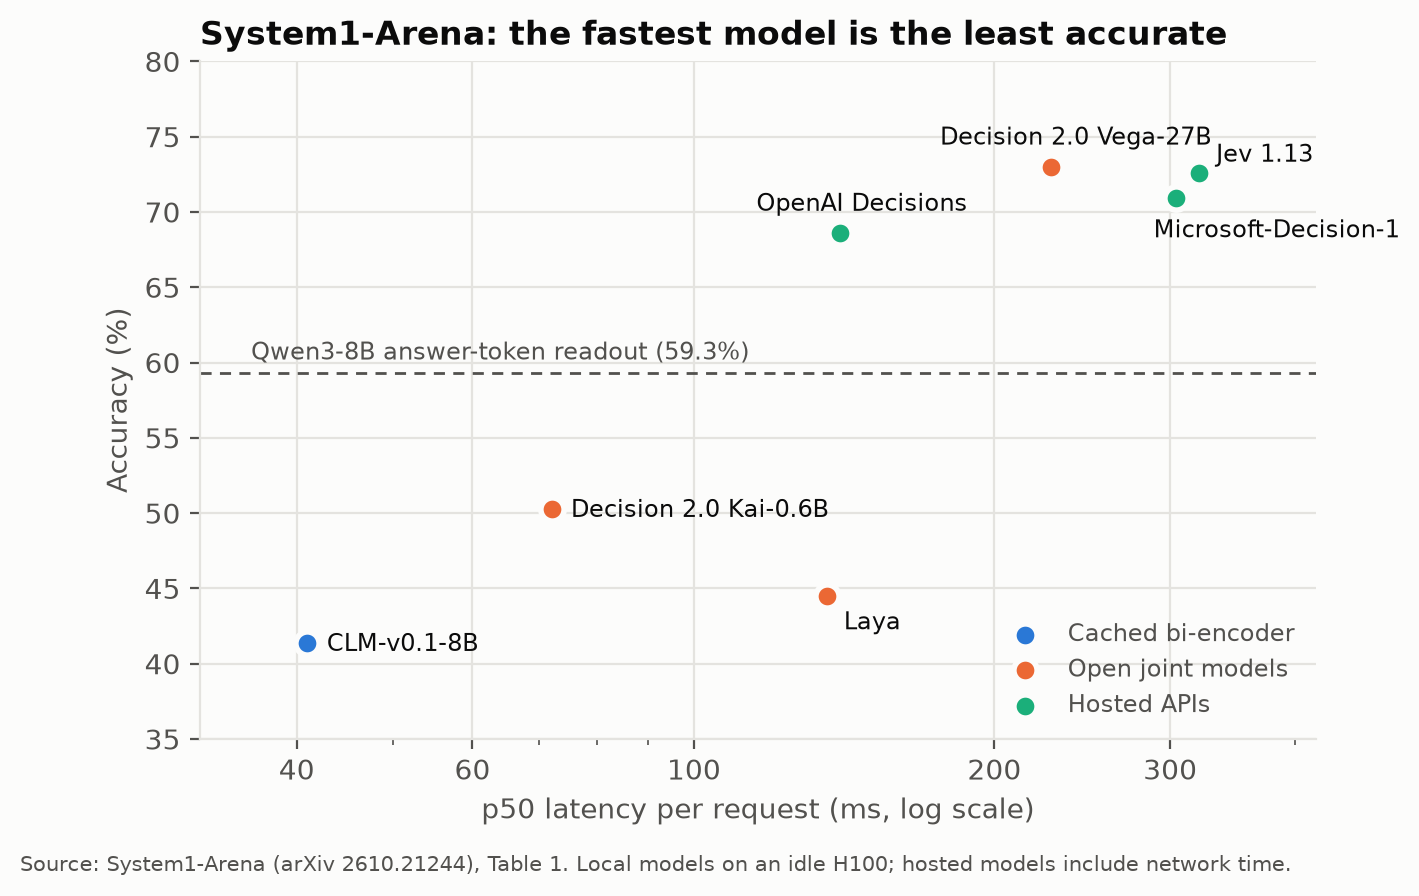 System1-Arena: the fastest model is the least accurate
80
75
70
65
60
55
50
45
40
35
Accuracy (%)
Decision 2.0 Vega-27B
Jev 1.13
OpenAI Decisions
Microsoft-Decision-1
Qwen3-8B answer-token readout (59.3%)
Decision 2.0 Kai-0.6B
Laya
CLM-v0.1-8B
Cached bi-encoder
Open joint models
Hosted APIs
40 60 100 200 300
p50 latency per request (ms, log scale)
Source: System1-Arena (arXiv 2610.21244), Table 1. Local models on an idle H100; hosted models include network time.